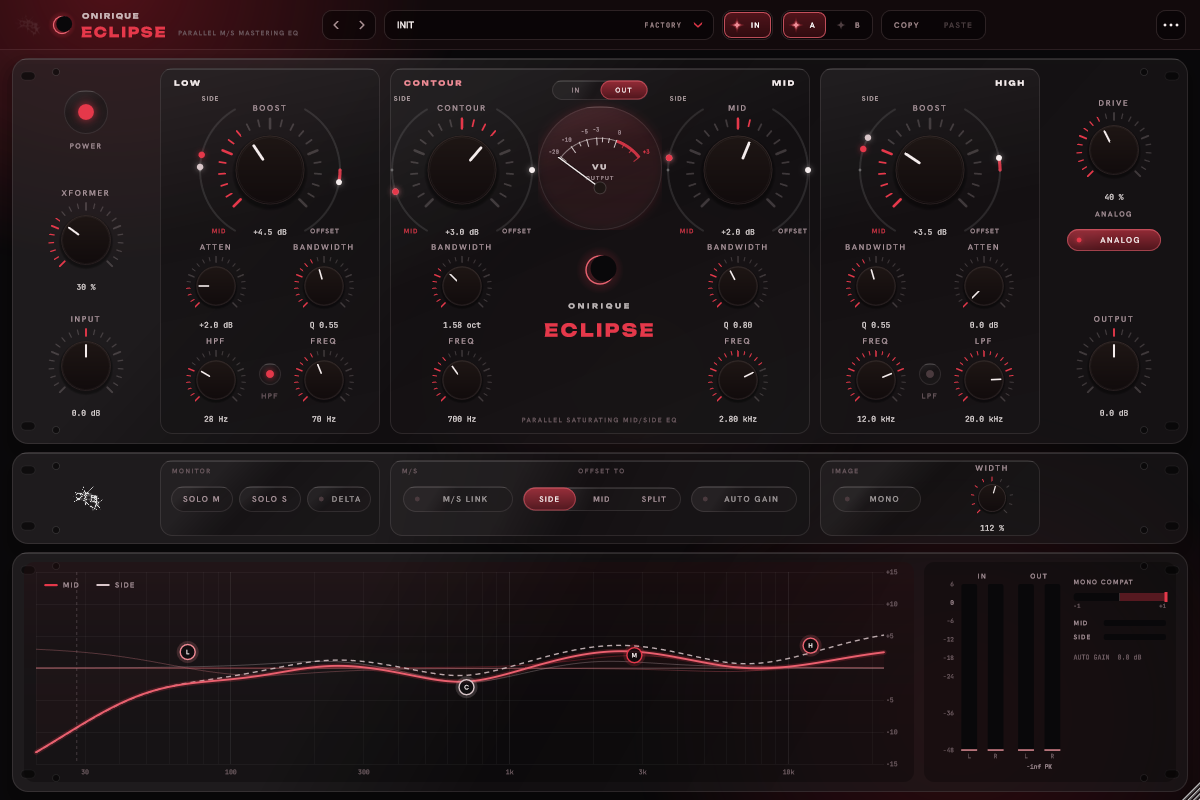 ONIRIQUE
ECLIPSE PARALLEL M/S MASTERING EQ
INIT FACTORY IN A B COPY PASTE
POWER
XFORMER
30 %
INPUT
0.0 dB
LOW
SIDE
BOOST
MID +4.5 dB OFFSET
ATTEN BANDWIDTH
+2.0 dB Q 0.55
HPF FREQ
HPF
28 Hz 70 Hz
CONTOUR IN OUT MID
SIDE
CONTOUR
MID +3.0 dB OFFSET
BANDWIDTH
1.58 oct
FREQ
700 Hz
-20 -10 -5 -3 0 +3
VU
OUTPUT
ONIRIQUE
ECLIPSE
PARALLEL SATURATING MID/SIDE EQ
SIDE
MID
MID +2.0 dB OFFSET
BANDWIDTH
Q 0.80
FREQ
2.80 kHz
HIGH
SIDE
BOOST
MID +3.5 dB OFFSET
BANDWIDTH ATTEN
Q 0.55 0.0 dB
FREQ LPF
LPF
12.0 kHz 20.0 kHz
DRIVE
40 %
ANALOG
ANALOG
OUTPUT
0.0 dB
MONITOR
SOLO M SOLO S DELTA
M/S OFFSET TO
M/S LINK SIDE MID SPLIT AUTO GAIN
IMAGE WIDTH
MONO
112 %
MID SIDE
+15
+10
+5
-5
-10
-15
L C M H
30 100 300 1k 3k 10k
IN OUT
6
0
-6
-12
-18
-24
-36
-48
L R L R
-inf PK
MONO COMPAT
-1 +1
MID
SIDE
AUTO GAIN 0.0 dB